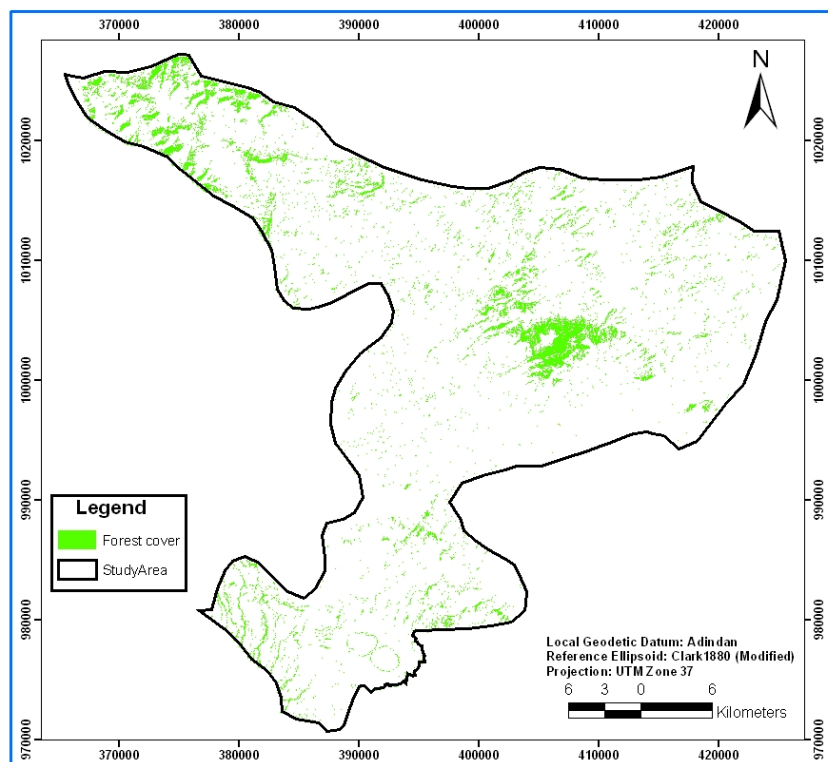 370000 380000 390000 400000 410000 420000
N
1020000 1020000
1010000 1010000
1000000 1000000
990000 990000
Legend
Forest cover
StudyArea
980000 980000
Local Geodetic Datum: Adindan
Reference Ellipsoid: Clark1880 (Modified)
Projection: UTM Zone 37
6 3 0 6
Kilometers
970000 970000
370000 380000 390000 400000 410000 420000